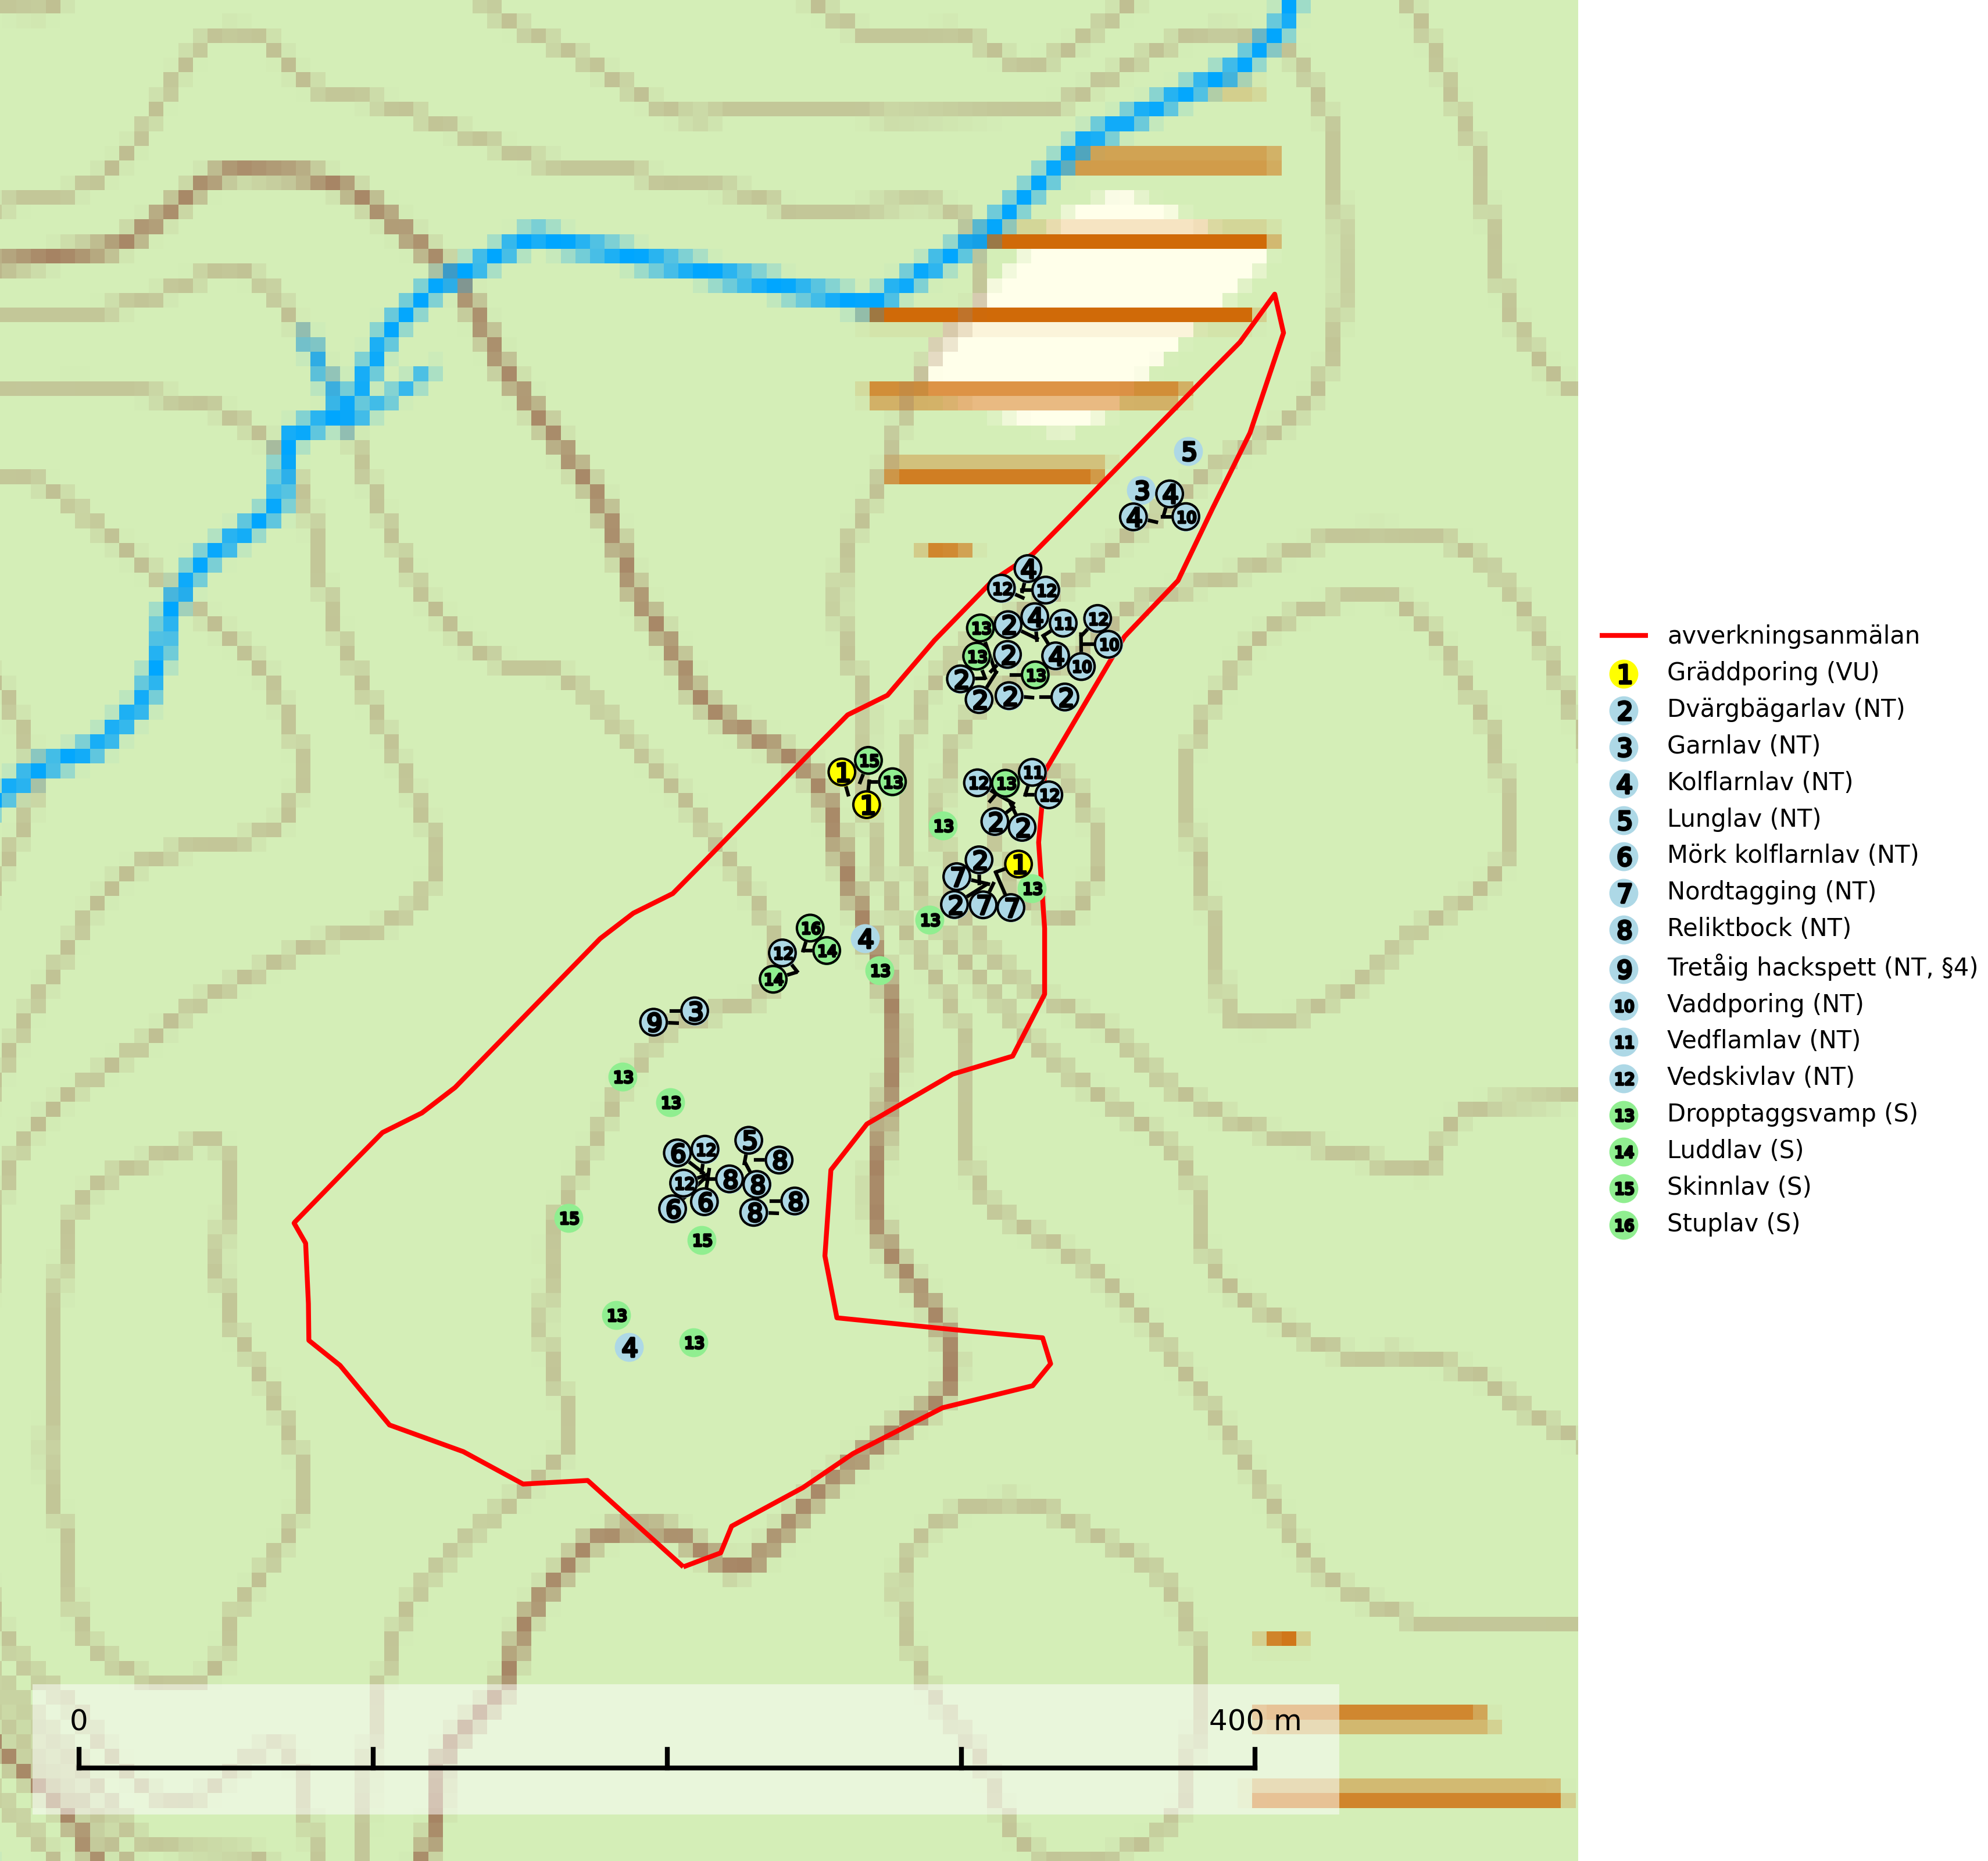 5
3 4
4 10
4
12 12
13 2 4 11 12
13 2 4 10
2 13 10
2 2 2
15
1 13
1
12 13 11
12
13 2 2
2 1
7 13
2 7 7
13
16
12 14 4
14 13
9 3
13
13
6 12 5
8
12 8 8
6 6 8 8
15
15
13
4 13
0 400 m
avverkningsanmälan
1 Gräddporing (VU)
2 Dvärgbägarlav (NT)
3 Garnlav (NT)
4 Kolflarnlav (NT)
5 Lunglav (NT)
6 Mörk kolflarnlav (NT)
7 Nordtagging (NT)
8 Reliktbock (NT)
9 Tretåig hackspett (NT, §4)
10 Vaddporing (NT)
11 Vedflamlav (NT)
12 Vedskivlav (NT)
13 Dropptaggsvamp (S)
14 Luddlav (S)
15 Skinnlav (S)
16 Stuplav (S)